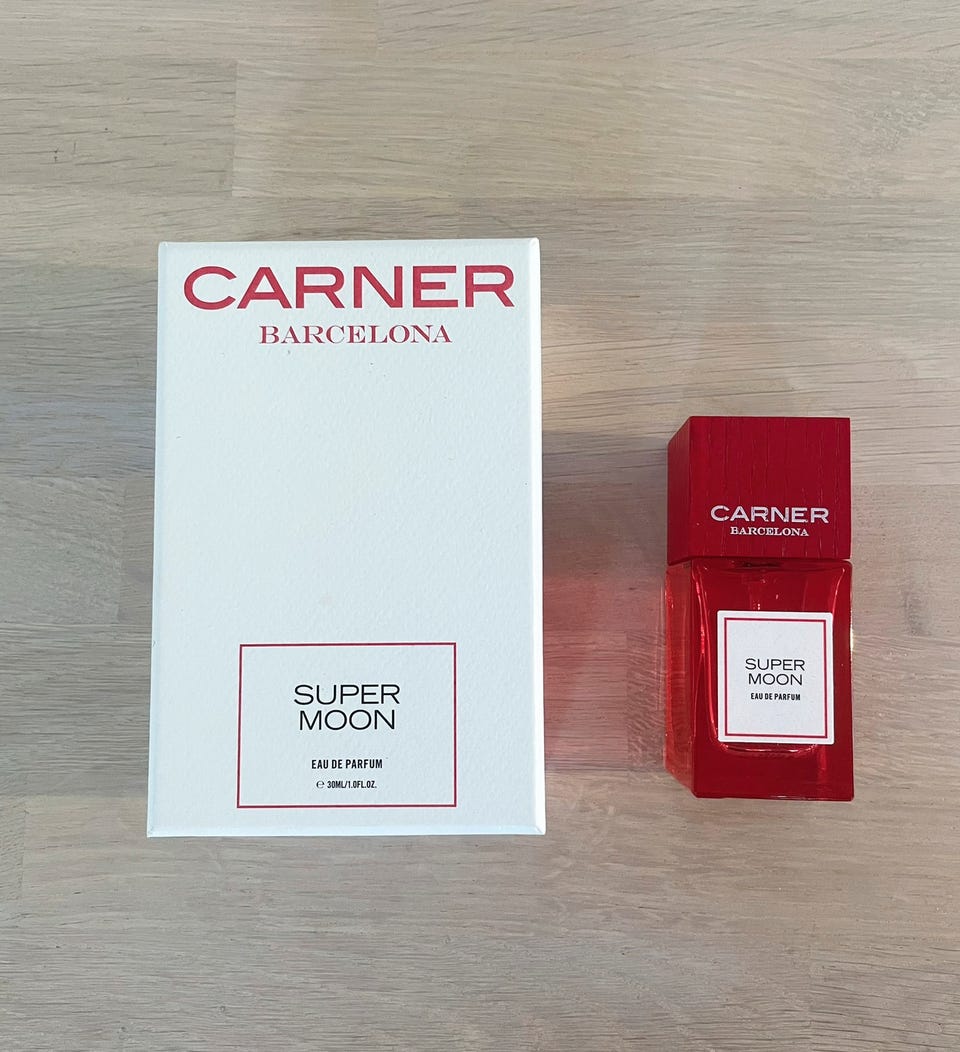 CARNER
BARCELONA
SUPER
MOON
EAU DE PARFUM
℮ 30ML/1.0FL.OZ.
CARNER
BARCELONA
SUPER
MOON
EAU DE PARFUM